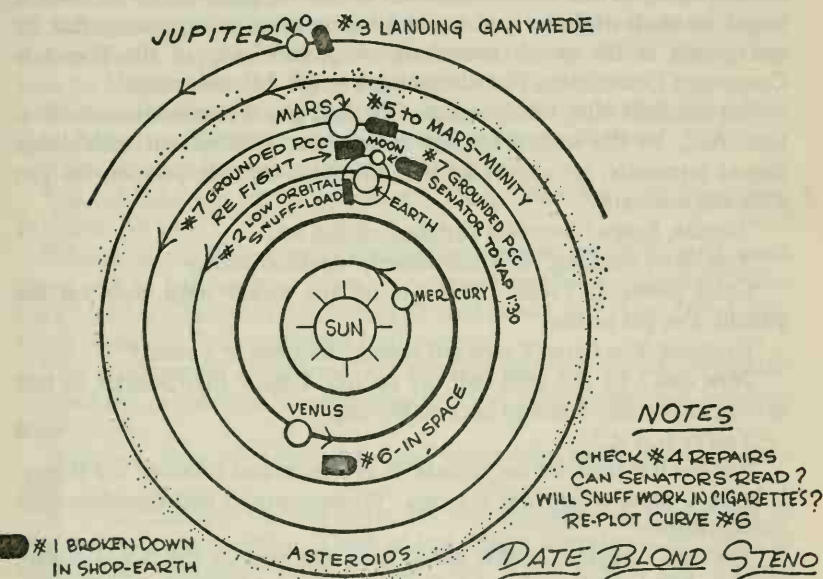 JUPITER
#3 LANDING GANYMEDE
MARS
#5 TO MARS-MUNITY
#7 GROUNDED PCC
RE FIGHT
MOON
#7 GROUNDED PCC
SENATOR TO YAP 1:30
#2 LOW ORBITAL
SNUFF-LOAD
EARTH
MERCURY
SUN
VENUS
#6-IN SPACE
ASTEROIDS
#1 BROKEN DOWN
IN SHOP-EARTH
NOTES
CHECK #4 REPAIRS
CAN SENATORS READ?
WILL SNUFF WORK IN CIGARETTE'S?
RE-PLOT CURVE #6
DATE BLOND STENO